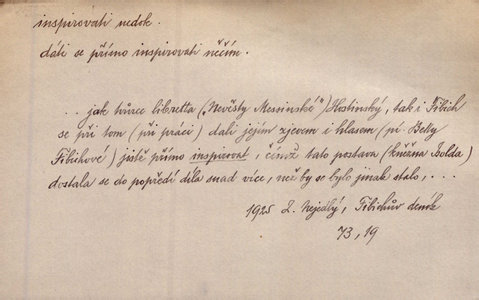 inspirovati nedok.
dáti se přímo inspirovati něčím.
.. jak tvůrce libretta („Nevěsty Messinské") Hostinský, tak i Fibich
se při tom (při práci) dali jejím zjevem i hlasem (pí Betty
Fibichové) jistě přímo inspirovat, čímž tato postava (kněžna Isolda)
dostala se do popředí díla snad více, než by se bylo jinak stalo, ...
1925 Z. Nejedlý, Fibichův deník
73, 19